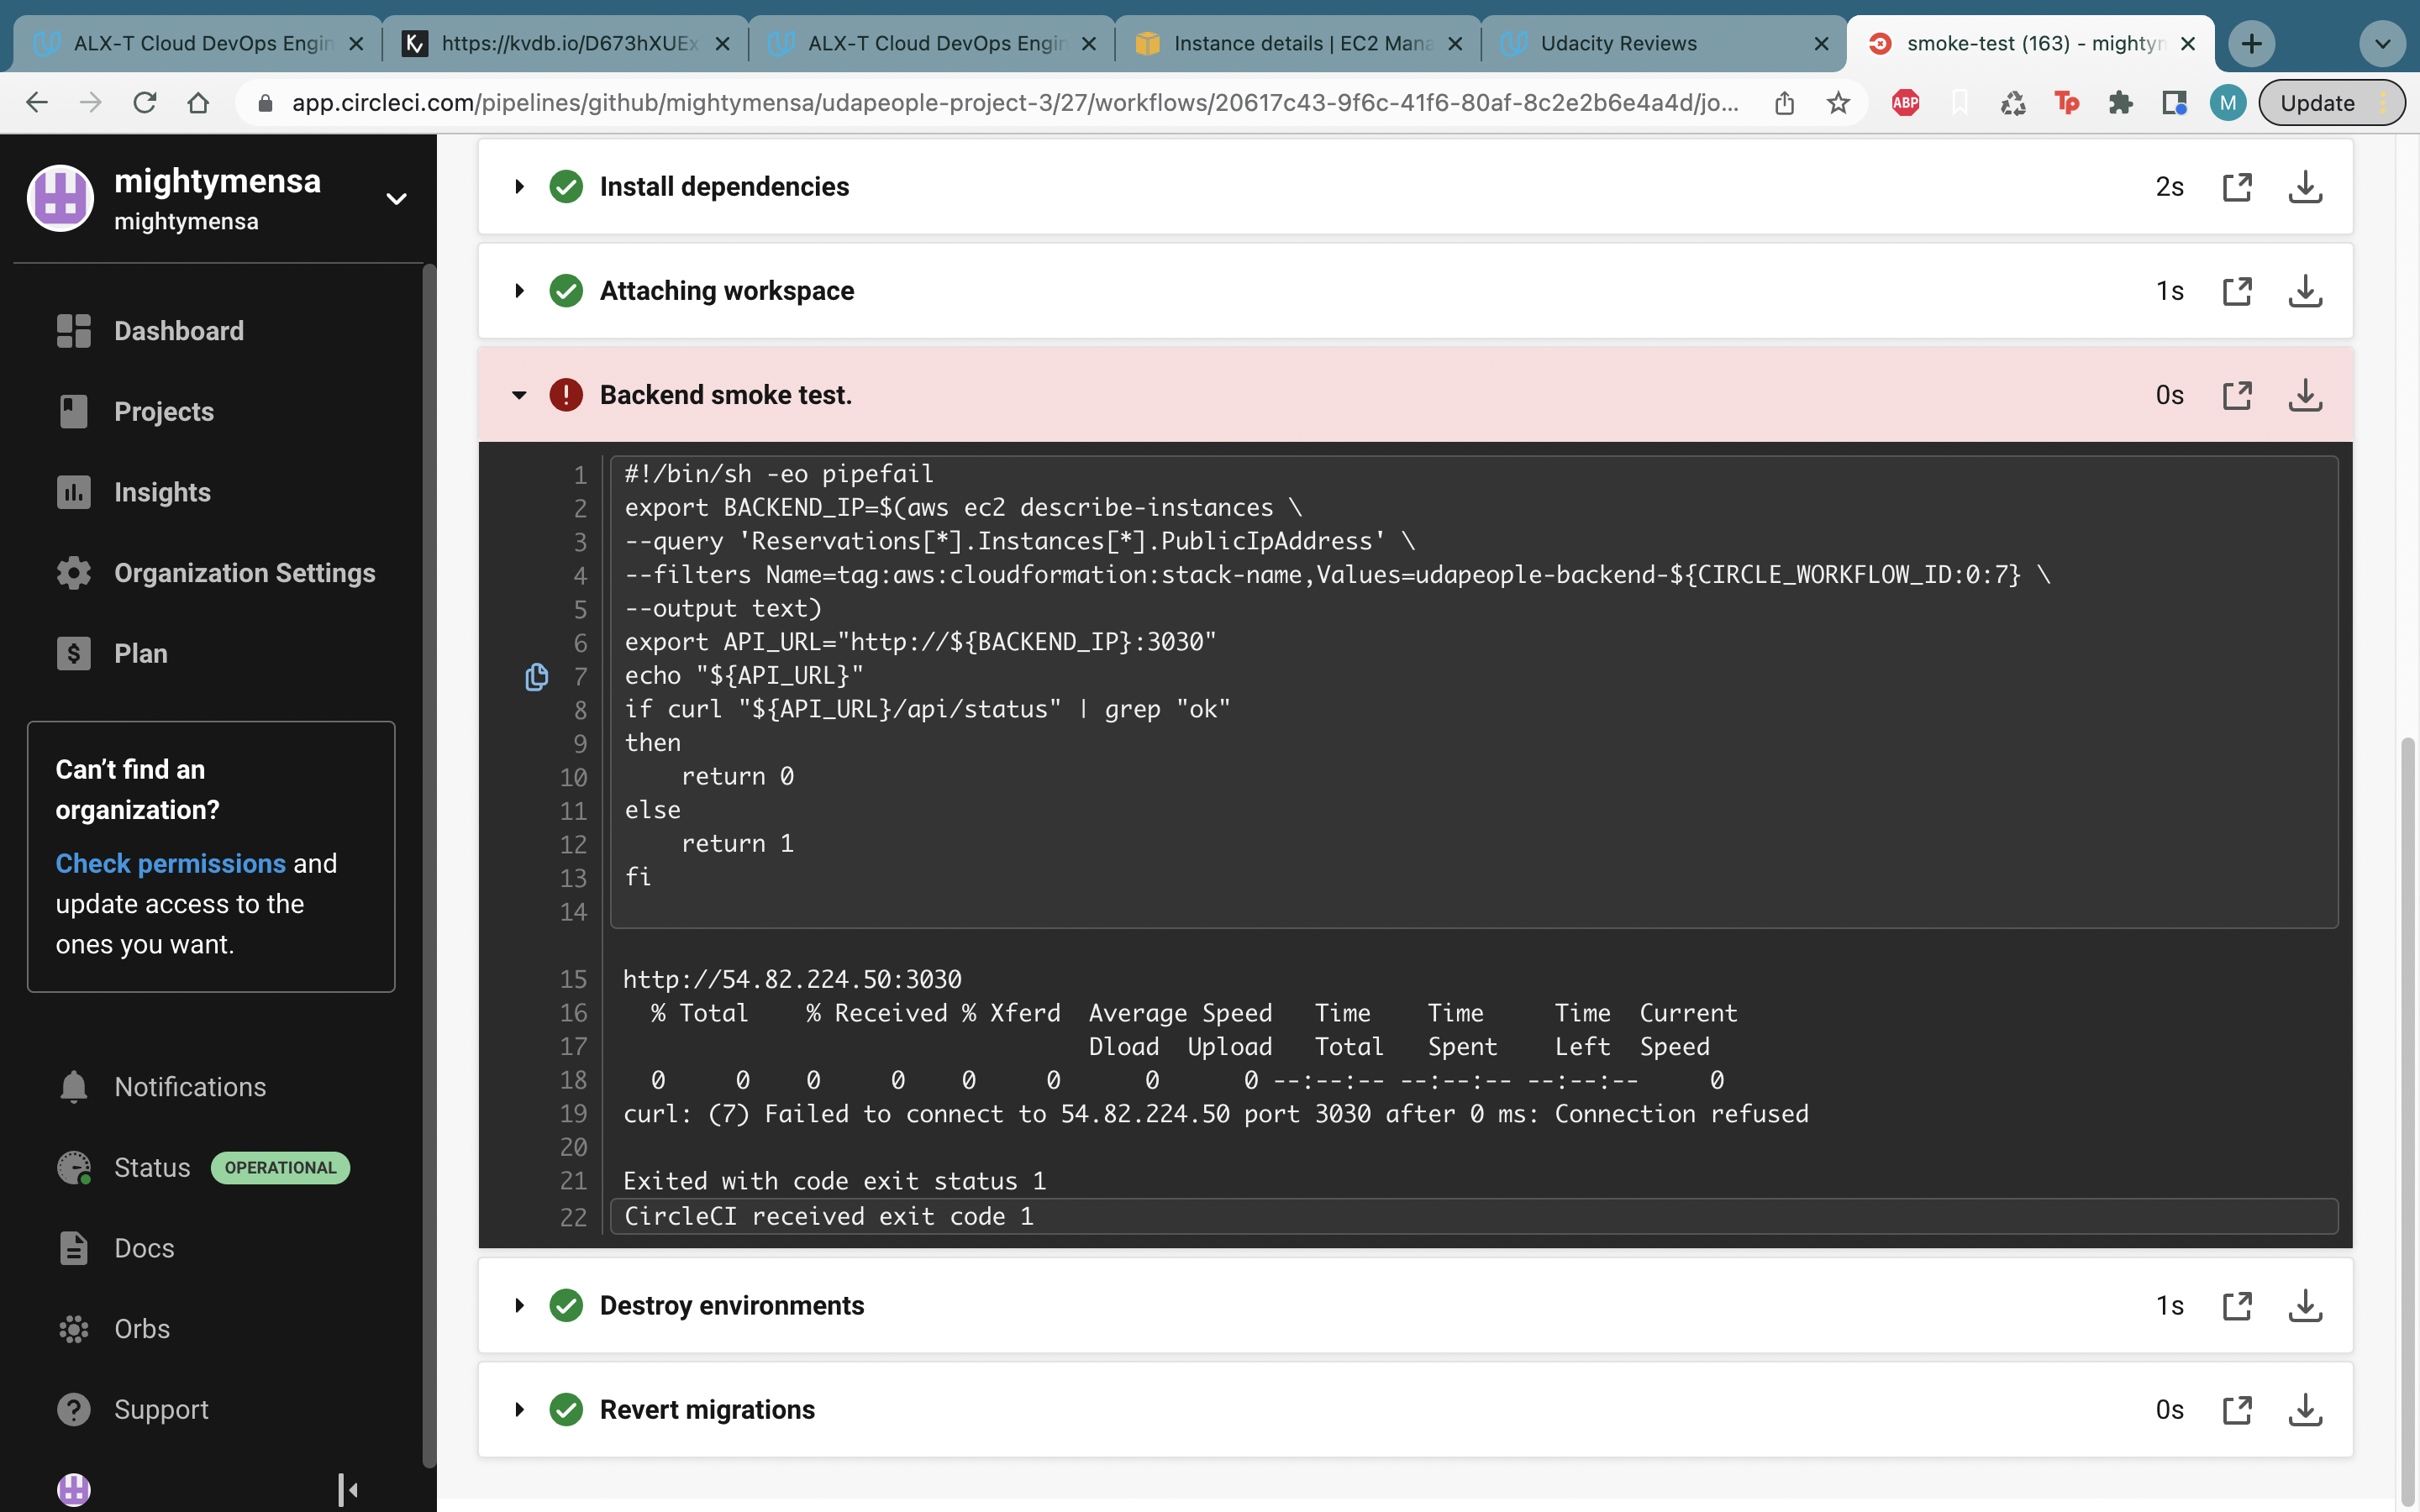 ALX-T Cloud DevOps Engin
https://kvdb.io/D673hXUEx
ALX-T Cloud DevOps Engin
Instance details | EC2 Mana
Udacity Reviews
smoke-test (163) - mightym
app.circleci.com/pipelines/github/mightymensa/udapeople-project-3/27/workflows/20617c43-9f6c-41f6-80af-8c2e2b6e4a4d/jo...
ABP
Tp
M
Update
mightymensa
mightymensa
Dashboard
Projects
Insights
Organization Settings
Plan
Can’t find an
organization?
Check permissions and
update access to the
ones you want.
Notifications
Status OPERATIONAL
Docs
Orbs
Support
Install dependencies 2s
Attaching workspace 1s
Backend smoke test. 0s
1 #!/bin/sh -eo pipefail
2 export BACKEND_IP=$(aws ec2 describe-instances \
3 --query 'Reservations[*].Instances[*].PublicIpAddress' \
4 --filters Name=tag:aws:cloudformation:stack-name,Values=udapeople-backend-${CIRCLE_WORKFLOW_ID:0:7} \
5 --output text)
6 export API_URL="http://${BACKEND_IP}:3030"
7 echo "${API_URL}"
8 if curl "${API_URL}/api/status" | grep "ok"
9 then
10 return 0
11 else
12 return 1
13 fi
14
15 http://54.82.224.50:3030
16 % Total % Received % Xferd Average Speed Time Time Time Current
17 Dload Upload Total Spent Left Speed
18 0 0 0 0 0 0 0 0 --:--:-- --:--:-- --:--:-- 0
19 curl: (7) Failed to connect to 54.82.224.50 port 3030 after 0 ms: Connection refused
20
21 Exited with code exit status 1
22 CircleCI received exit code 1
Destroy environments 1s
Revert migrations 0s